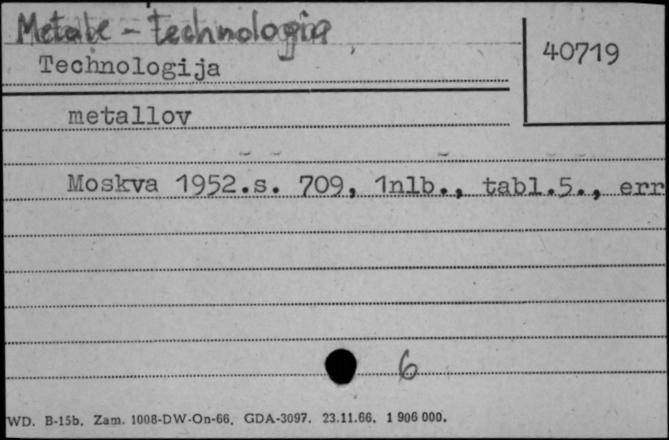 Metale - technologia
40719
Technologija
metallov
Moskva 1952.s. 709, 1nlb., tabl.5., err
6
WD. B-15b. Zam. 1008-DW-On-66. GDA-3097. 23.11.66. 1 906 000.